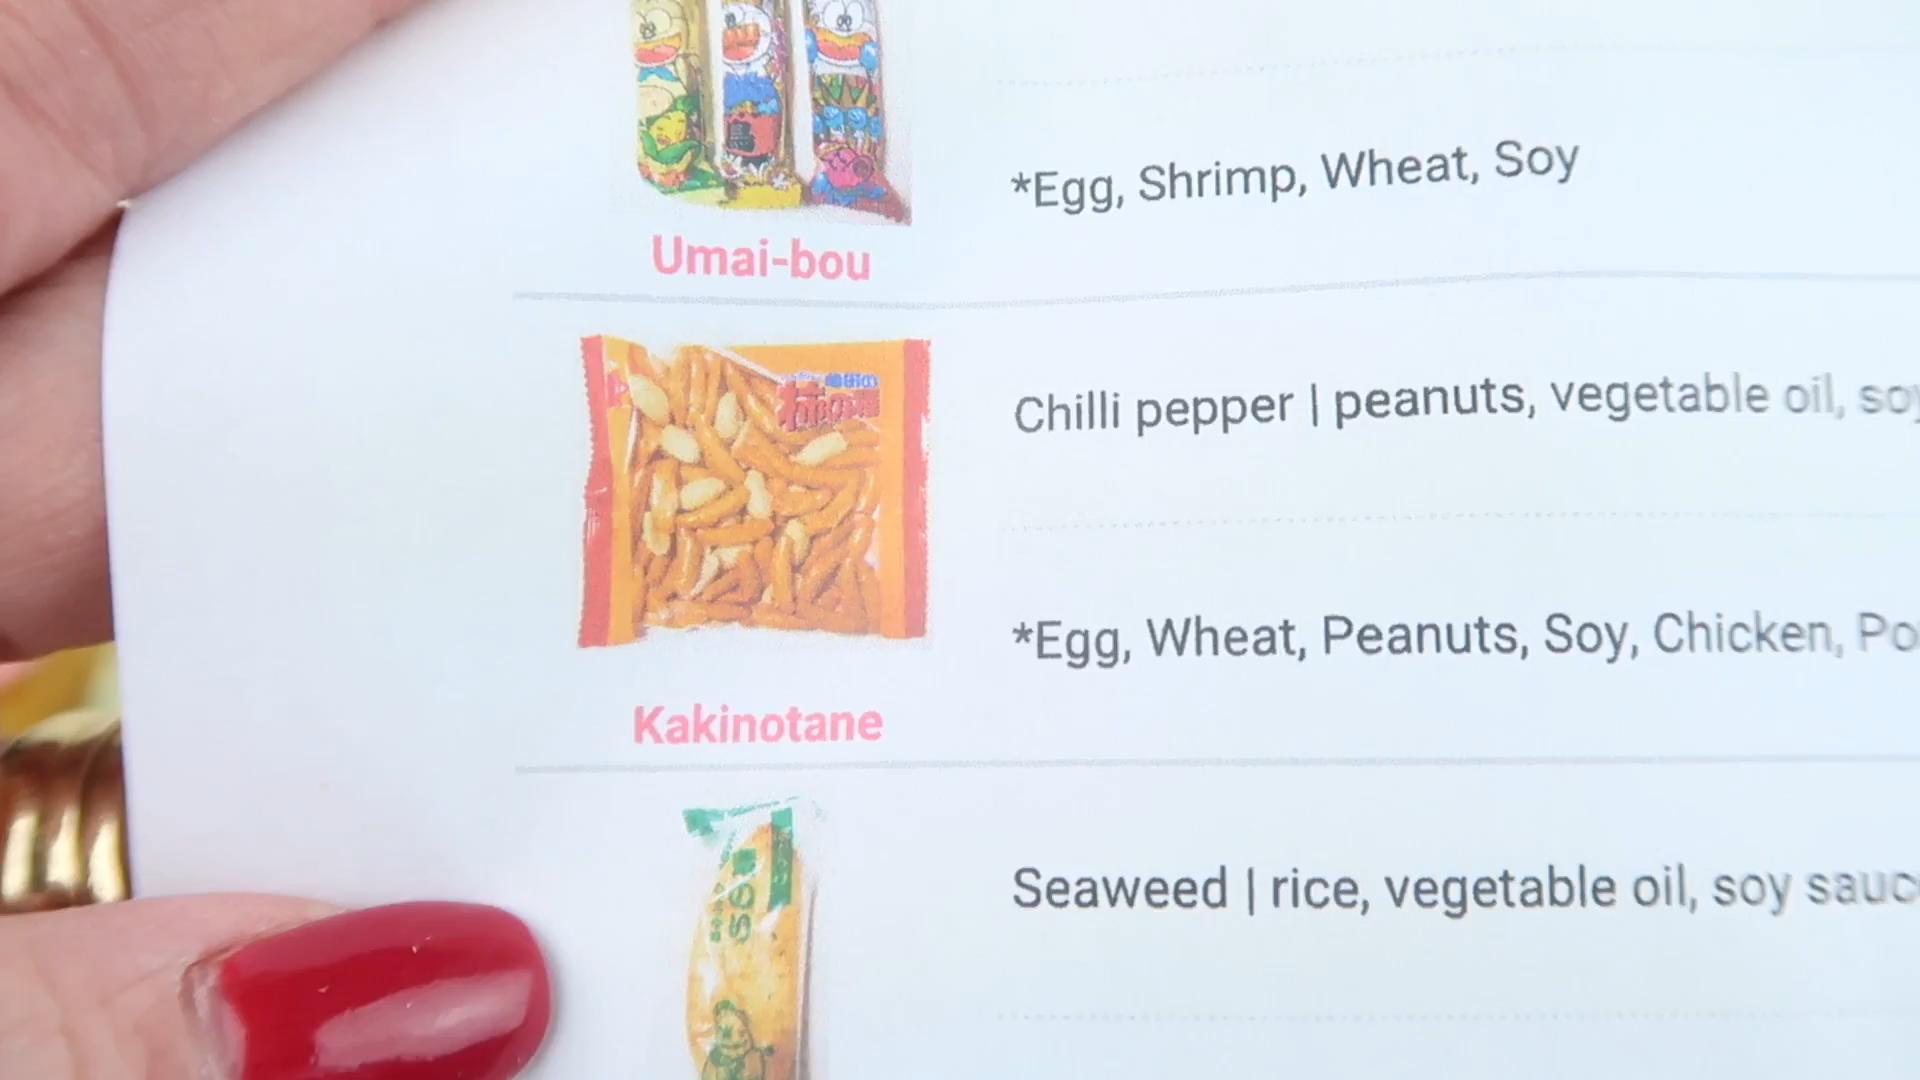 *Egg, Shrimp, Wheat, Soy
Umai-bou
Chilli pepper | peanuts, vegetable oil,
*Egg, Wheat, Peanuts, Soy, Chicken,
Kakinotane
Seaweed | rice, vegetable oil, soy